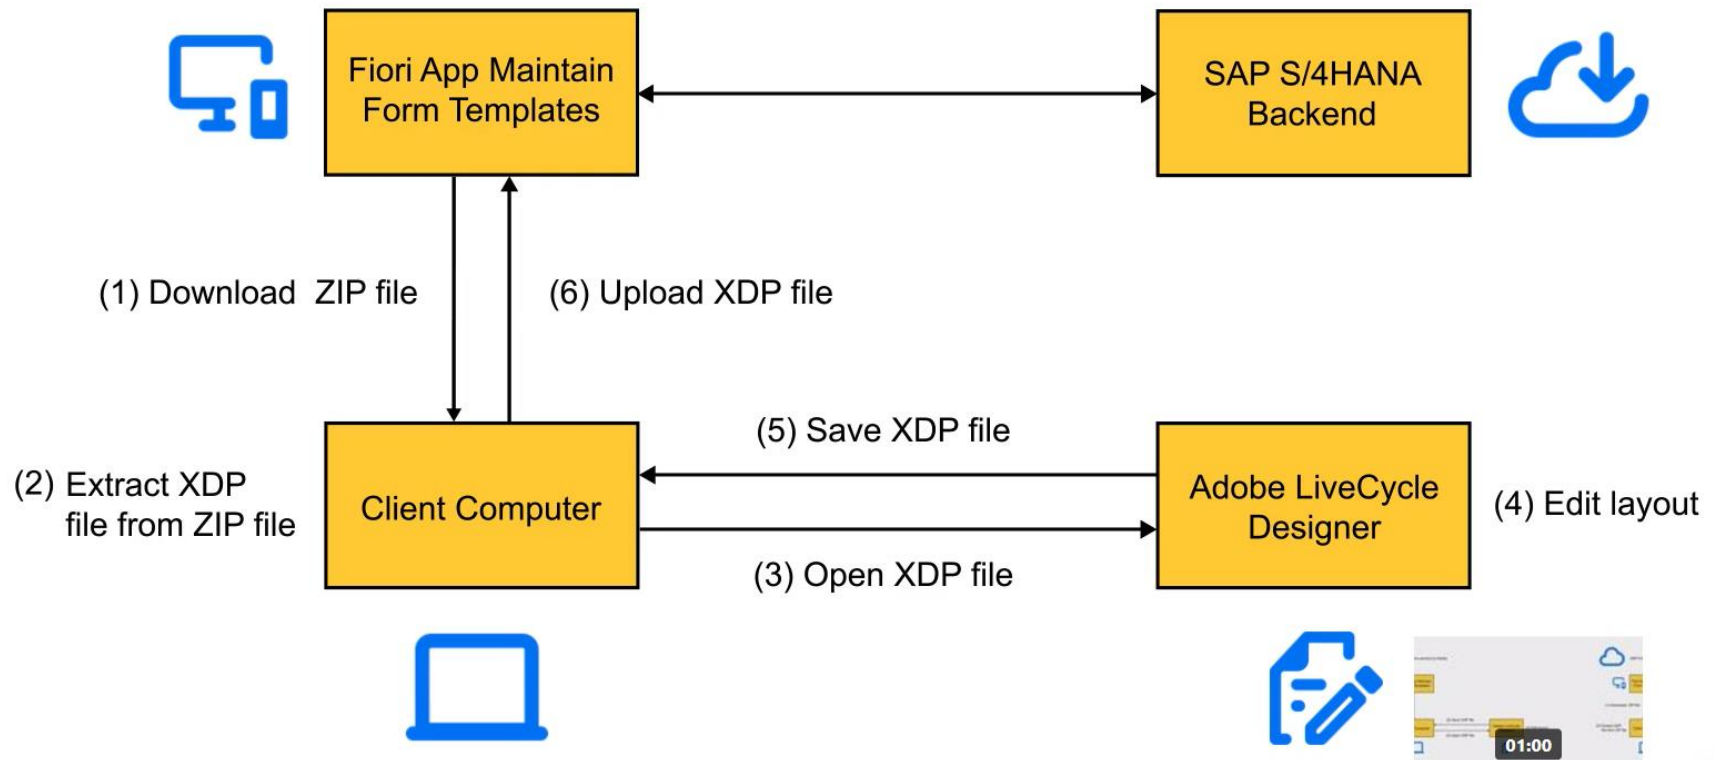 Fiori App Maintain
Form Templates
SAP S/4HANA
Backend
(1) Download  ZIP file
(6) Upload XDP file
(5) Save XDP file
(2) Extract XDP
file from ZIP file
Client Computer
Adobe LiveCycle
Designer
(4) Edit layout
(3) Open XDP file
01:00